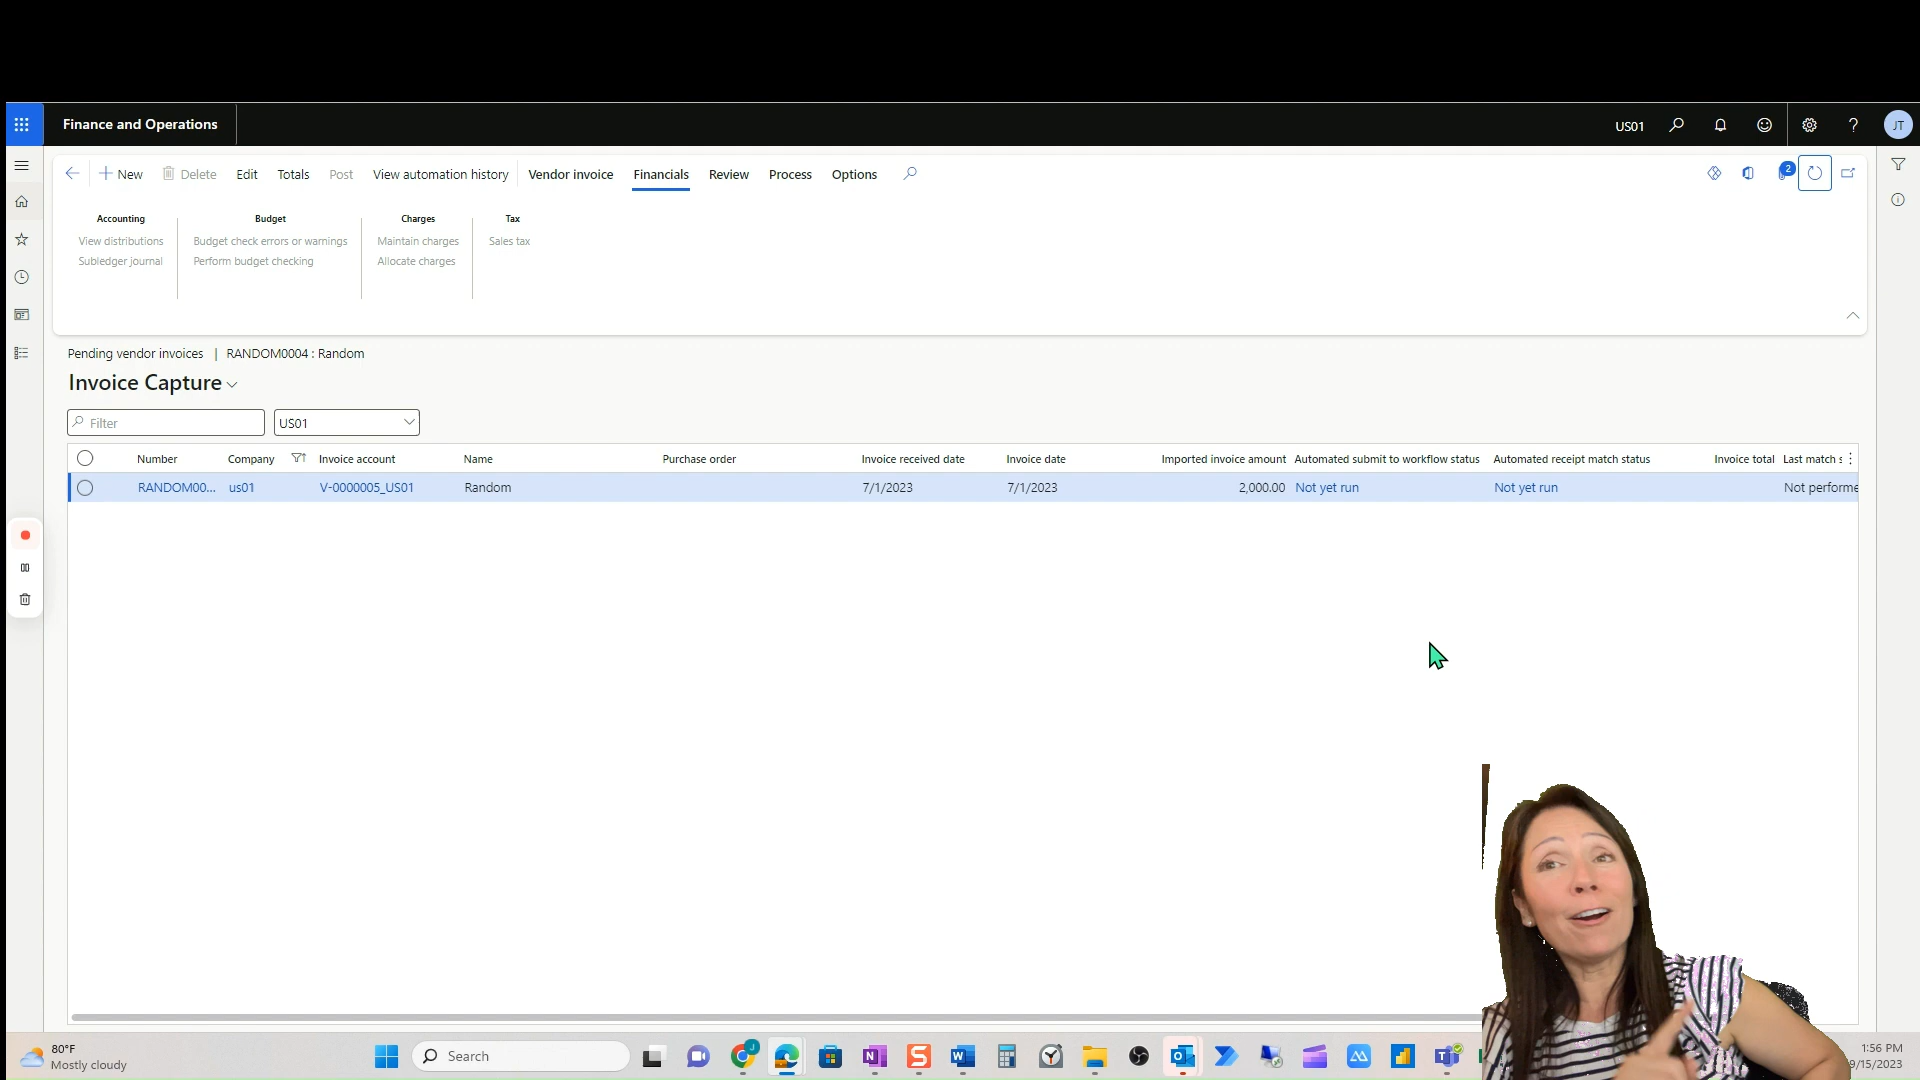 Finance and Operations
US01
JT
New
Delete
Edit
Totals
Post
View automation history
Vendor invoice
Financials
Review
Process
Options
2
Accounting
View distributions
Subledger journal
Budget
Budget check errors or warnings
Perform budget checking
Charges
Maintain charges
Allocate charges
Tax
Sales tax
Pending vendor invoices | RANDOM0004 : Random
Invoice Capture
Filter
US01
Number Company Invoice account Name Purchase order Invoice received date Invoice date Imported invoice amount Automated submit to workflow status Automated receipt match status Invoice total Last match s
RANDOM00... us01 V-0000005_US01 Random 7/1/2023 7/1/2023 2,000.00 Not yet run Not yet run Not performe
80°F
Mostly cloudy
Search
1:56 PM
9/15/2023